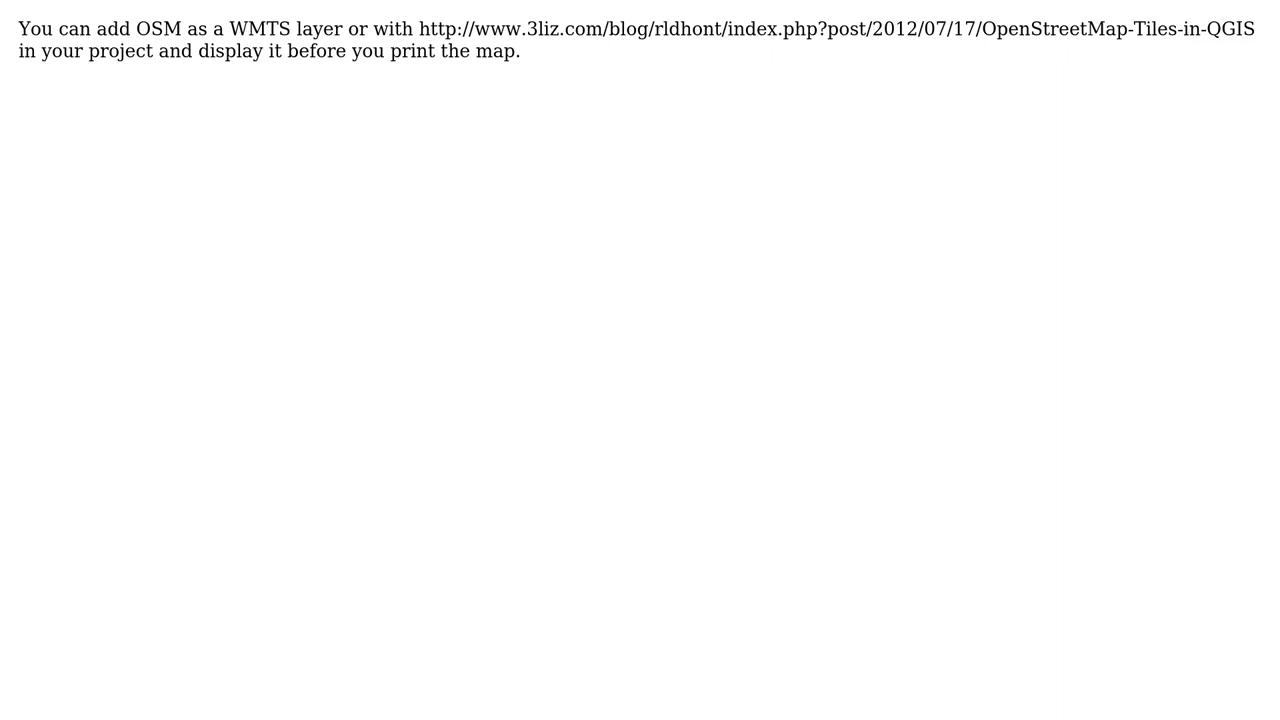 You can add OSM as a WMTS layer or with http://www.3liz.com/blog/rldhont/index.php?post/2012/07/17/OpenStreetMap-Tiles-in-QGIS
in your project and display it before you print the map.